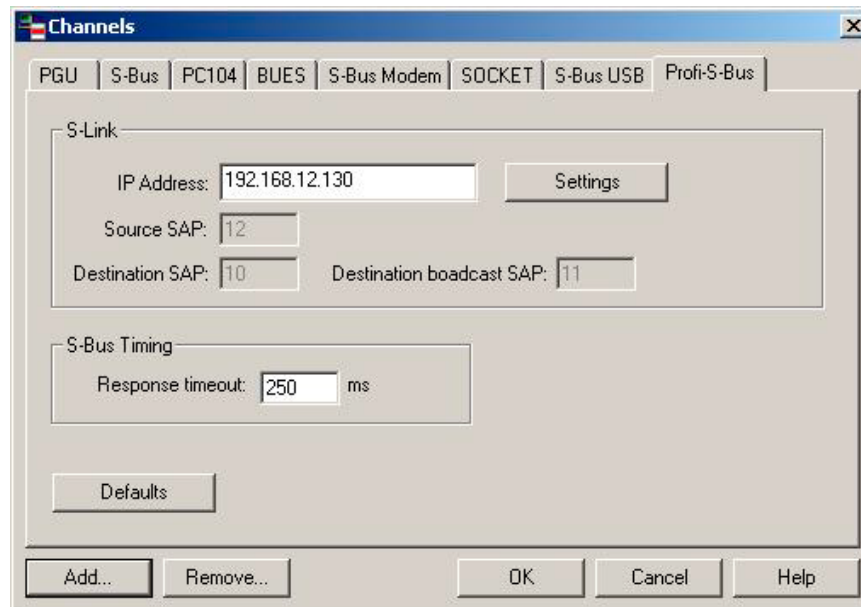 Channels
PGU S-Bus PC104 BUES S-Bus Modem SOCKET S-Bus USB Profi-S-Bus
S-Link
IP Address: 192.168.12.130 Settings
Source SAP: 12
Destination SAP: 10 Destination boadcast SAP: 11
S-Bus Timing
Response timeout: 250 ms
Defaults
Add... Remove... OK Cancel Help